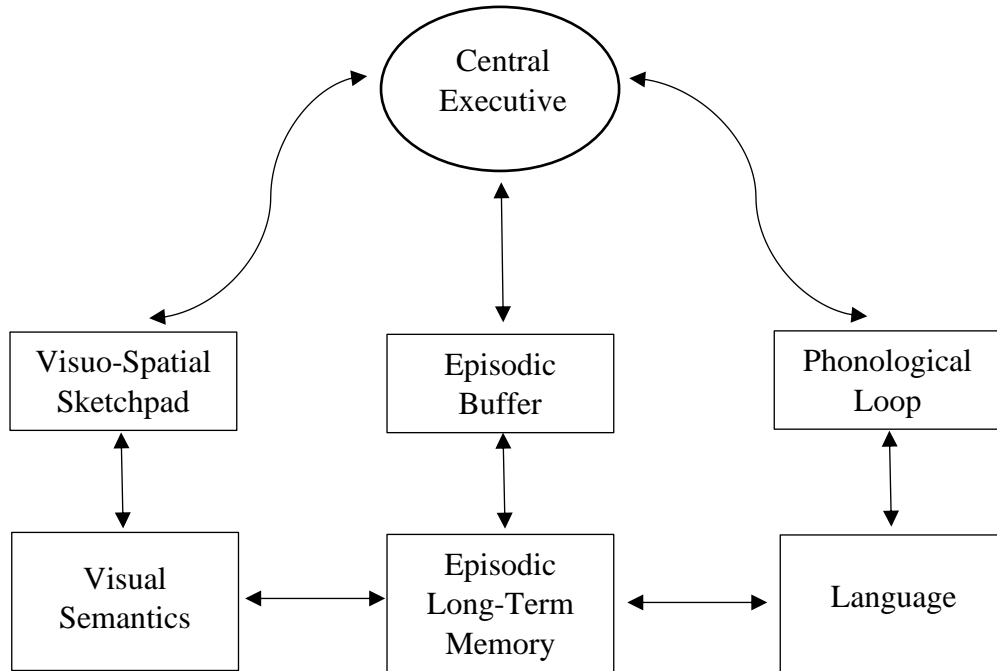 Central
Executive
Visuo-Spatial
Sketchpad
Episodic
Buffer
Phonological
Loop
Visual
Semantics
Episodic
Long-Term
Memory
Language